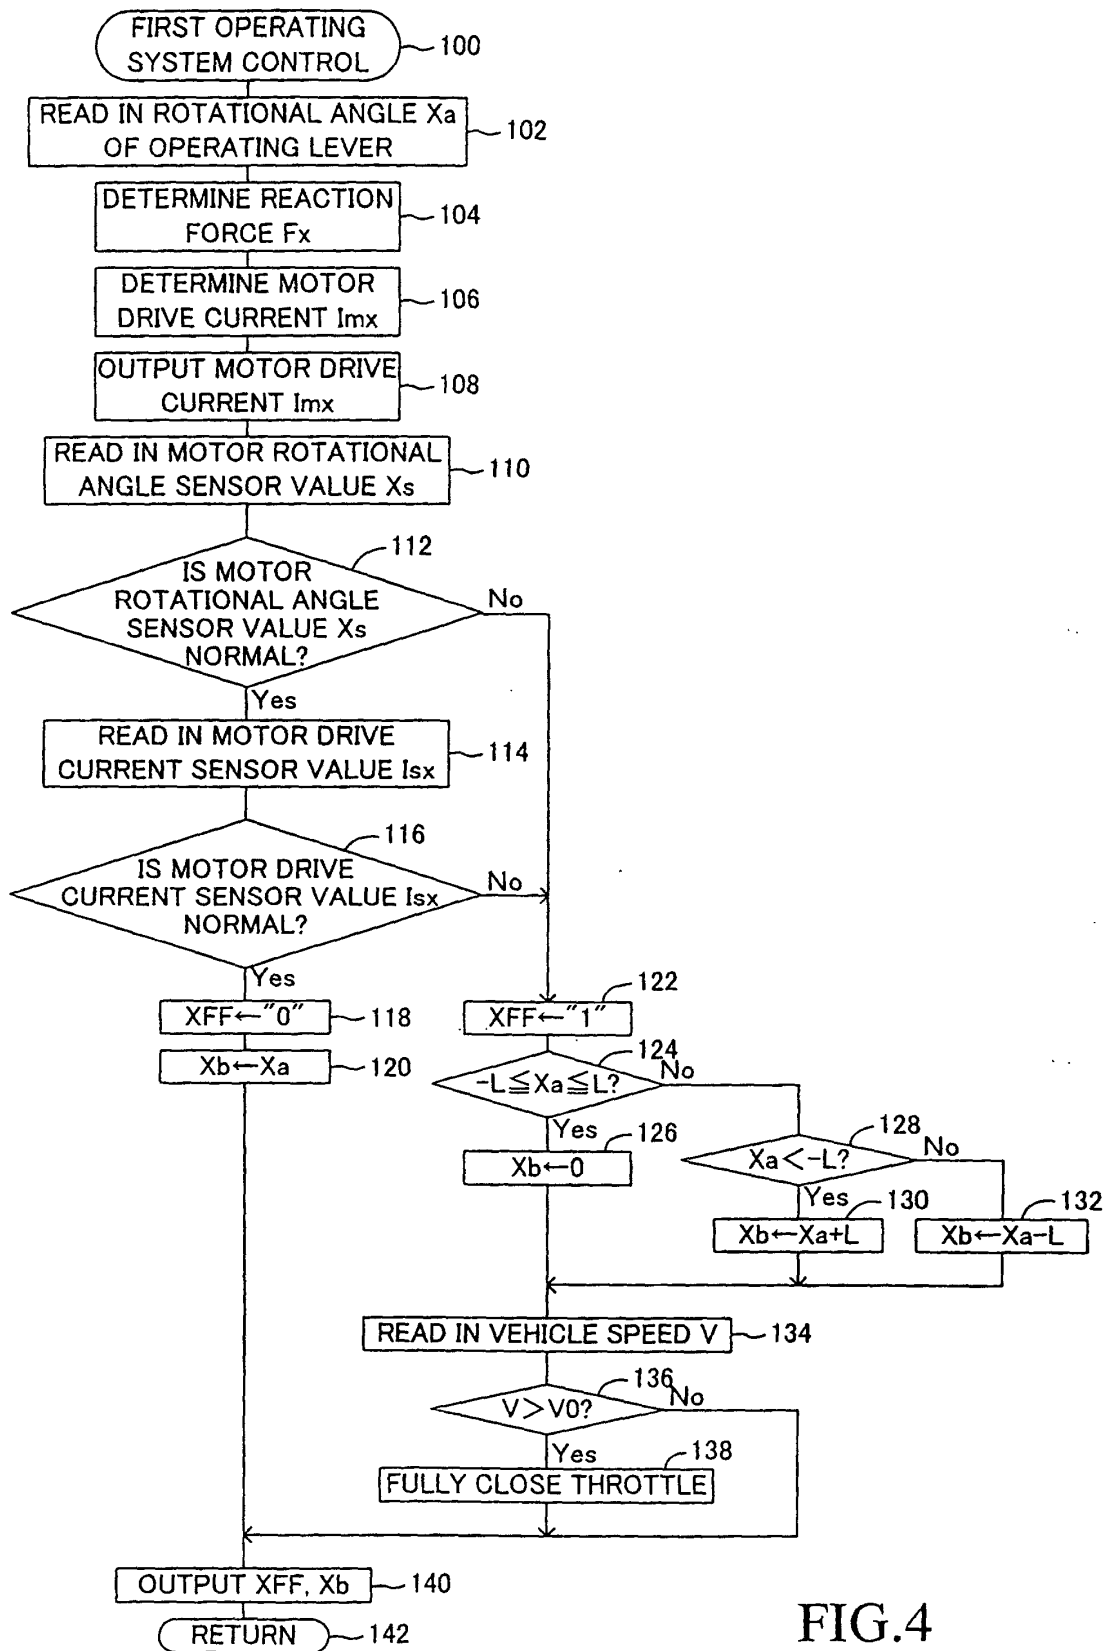 FIRST OPERATING
SYSTEM CONTROL
100
READ IN ROTATIONAL ANGLE Xa
OF OPERATING LEVER
102
DETERMINE REACTION
FORCE Fx
104
DETERMINE MOTOR
DRIVE CURRENT Imx
106
OUTPUT MOTOR DRIVE
CURRENT Imx
108
READ IN MOTOR ROTATIONAL
ANGLE SENSOR VALUE Xs
110
112
IS MOTOR
ROTATIONAL ANGLE
SENSOR VALUE Xs
NORMAL?
No
Yes
READ IN MOTOR DRIVE
CURRENT SENSOR VALUE Isx
114
116
IS MOTOR DRIVE
CURRENT SENSOR VALUE Isx
NORMAL?
No
Yes
XFF←"0"
118
Xb←Xa
120
122
XFF←"1"
124
-L≦Xa≦L?
No
Yes
126
Xb←0
128
Xa<-L?
No
Yes
130
Xb←Xa+L
132
Xb←Xa-L
READ IN VEHICLE SPEED V
134
136
V>V0?
No
Yes
138
FULLY CLOSE THROTTLE
OUTPUT XFF, Xb
140
RETURN
142
FIG.4